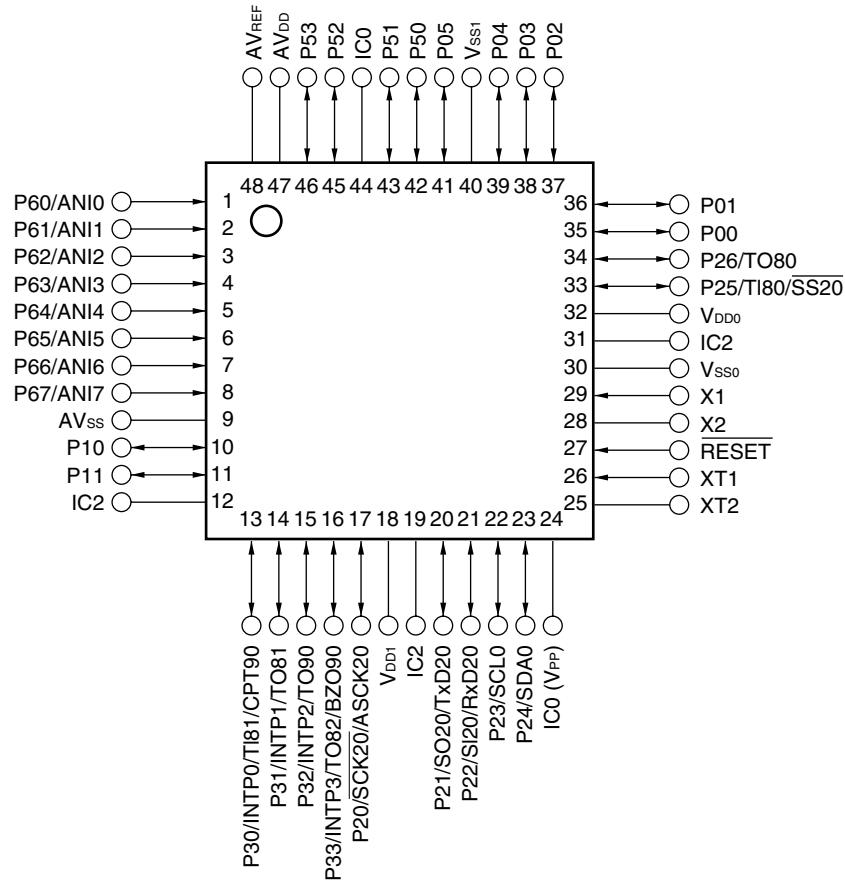 AVREF
AVDD
P53
P52
IC0
P51
P50
P05
VSS1
P04
P03
P02
48 47 46 45 44 43 42 41 40 39 38 37
P60/ANI0 1
P61/ANI1 2
P62/ANI2 3
P63/ANI3 4
P64/ANI4 5
P65/ANI5 6
P66/ANI6 7
P67/ANI7 8
AVSS 9
P10 10
P11 11
IC2 12
36 P01
35 P00
34 P26/TO80
33 P25/TI80/S̅S̅2̅0̅
32 VDD0
31 IC2
30 VSS0
29 X1
28 X2
27 R̅E̅S̅E̅T̅
26 XT1
25 XT2
13 14 15 16 17 18 19 20 21 22 23 24
P30/INTP0/TI81/CPT90
P31/INTP1/TO81
P32/INTP2/TO90
P33/INTP3/TO82/BZO90
P20/S̅C̅K̅2̅0̅/ASCK20
VDD1
IC2
P21/SO20/TxD20
P22/SI20/RxD20
P23/SCL0
P24/SDA0
IC0 (VPP)